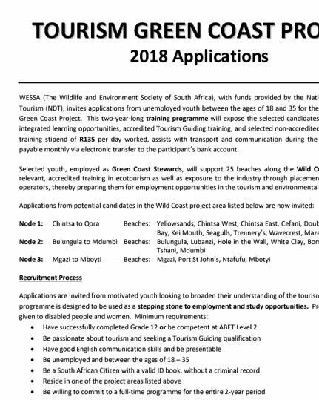 TOURISM GREEN COAST PRO
2018 Applications
WESSA (The Wildlife and Environment Society of South Africa), with funds provided by the Nati
Tourism (NDT), invites applications from unemployed youth between the ages of 18 and 35 for the
Green Coast Project. This two-year-long training programme will expose the selected candidates
integrated learning opportunities, accredited Tourism Guiding training, and selected non-accredited
training stipend of R135 per day worked, assists with transport and communication during the
payable monthly via electronic transfer to the participant's bank account.
Selected youth, employed as Green Coast Stewards, will support 25 beaches along the Wild C
relevant, accredited training in ecotourism as well as exposure to the industry through placemen
operators, thereby preparing them for employment opportunities in the tourism and environmenta
Applications from potential candidates in the Wild Coast project area listed below are now invited:
Node 1: Chintsa to Qora Beaches: Yellowsands, Chintsa West, Chintsa East, Cefani, Doub
Bay, Kei Mouth, Seagulls, Trennery's, Wavecrest, Maz
Node 2: Bulungula to Mdumbi Beaches: Bulungula, Lubanzi, Hole in the Wall, White Clay, Bom
Tshani, Mdumbi
Node 3: Mgazi to Mboyti Beaches: Mgazi, Port St John's, Ntafufu, Mboyti
Recruitment Process
Applications are invited from motivated youth looking to broaden their understanding of the touris
programme is designed to be used as a stepping stone to employment and study opportunities. Pr
given to disabled people and women. Minimum requirements:
• Have successfully completed Grade 12 or be competent at ABET Level 2
• Be passionate about tourism and seeking a Tourism Guiding qualification
• Have good English communication skills and be presentable
• Be unemployed and between the ages of 18 – 35
• Be a South African Citizen with a valid ID book, without a criminal record
• Reside in one of the project areas listed above
• Be willing to commit to a full-time programme for the entire 2-year period